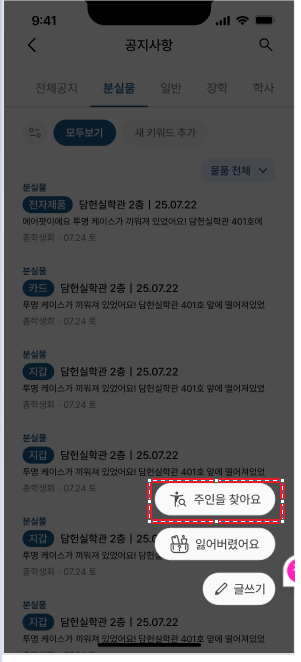 9:41
공지사항
전체공지 분실물 일반 장학 학사
모두보기 새 키워드 추가
물품 전체
분실물
전자제품 담헌실학관 2층 | 25.07.22
에어팟이에요 투명 케이스가 끼워져 있었어요! 담헌실학관 401호에
총학생회 · 07.24 토
분실물
카드 담헌실학관 2층 | 25.07.22
투명 케이스가 끼워져 있었어요! 담헌실학관 401호 앞에 떨어져있었
총학생회 · 07.24 토
분실물
지갑 담헌실학관 2층 | 25.07.22
투명 케이스가 끼워져 있었어요! 담헌실학관 401호 앞에 떨어져있었
총학생회 · 07.24 토
분실물
지갑 담헌실학관 2층 | 25.07.22
투명 케이스가 끼워져 있었어요! 담헌실학관 401호 앞에 떨어져있었
총학생회 · 07.24 토
주인을 찾아요
분실물
지갑 담헌실학관 2층
투명 케이스가 끼워져 있었
잃어버렸어요
총학생회 · 07.24 토
글쓰기
분실물
지갑 담헌실학관 2층 | 25.07.22